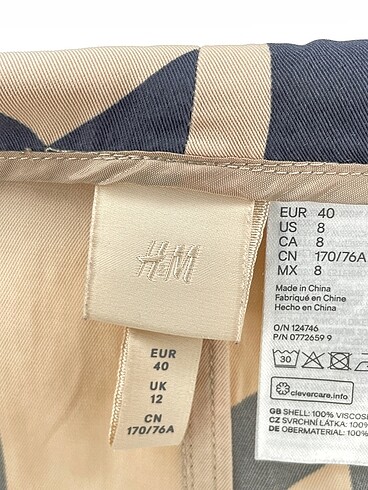 H&M
EUR
40
UK
12
CN
170/76A
EUR 40
US 8
CA 8
CN 170/76A
MX 8
Made in China
Fabriqué en Chine
Hecho en China
O/N 124746
P/N 0772659 9
30
clevercare.info
GB SHELL: 100% VISCOSE
CZ SVRCHNÍ LÁTKA: 100%
DE OBERMATERIAL: 100%